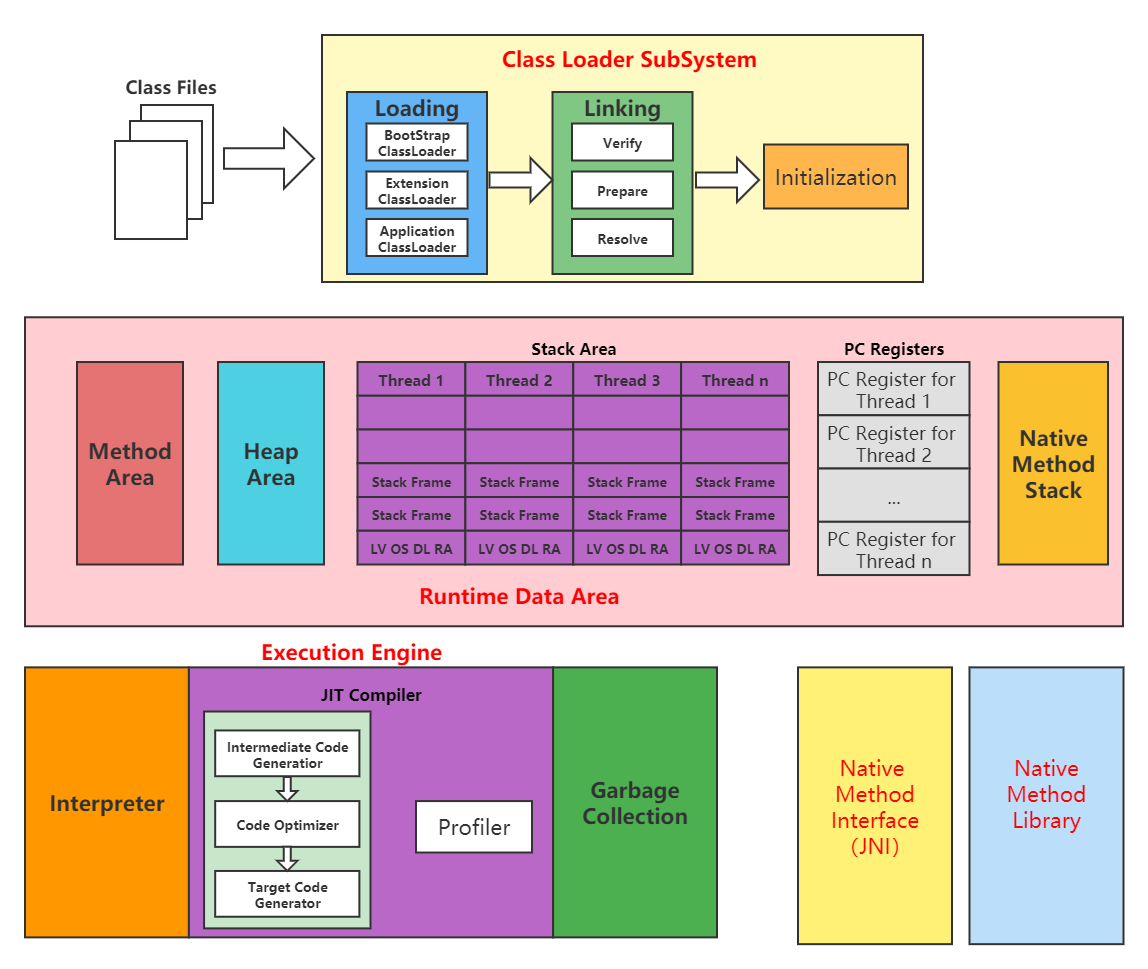 Class Loader SubSystem
Class Files
Loading
BootStrap
ClassLoader
Extension
ClassLoader
Application
ClassLoader
Linking
Verify
Prepare
Resolve
Initialization
Method
Area
Heap
Area
Stack Area
Thread 1 Thread 2 Thread 3 Thread n
Stack Frame Stack Frame Stack Frame Stack Frame
Stack Frame Stack Frame Stack Frame Stack Frame
LV OS DL RA LV OS DL RA LV OS DL RA LV OS DL RA
PC Registers
PC Register for
Thread 1
PC Register for
Thread 2
...
PC Register for
Thread n
Native
Method
Stack
Runtime Data Area
Execution Engine
Interpreter
JIT Compiler
Intermediate Code
Generatior
Code Optimizer
Target Code
Generator
Profiler
Garbage
Collection
Native
Method
Interface
(JNI)
Native
Method
Library